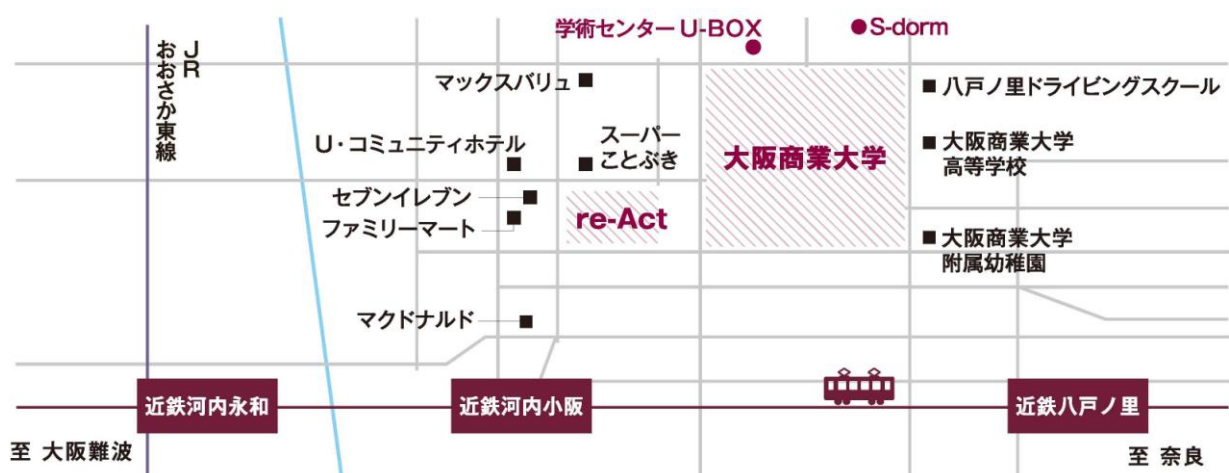 学術センターU-BOX
S-dorm
JR
おおさか東線
マックスバリュ
八戸ノ里ドライビングスクール
U・コミュニティホテル
スーパー
ことぶき
大阪商業大学
大阪商業大学
高等学校
セブンイレブン
ファミリーマート
re-Act
大阪商業大学
附属幼稚園
マクドナルド
近鉄河内永和
近鉄河内小阪
近鉄八戸ノ里
至 大阪難波
至 奈良